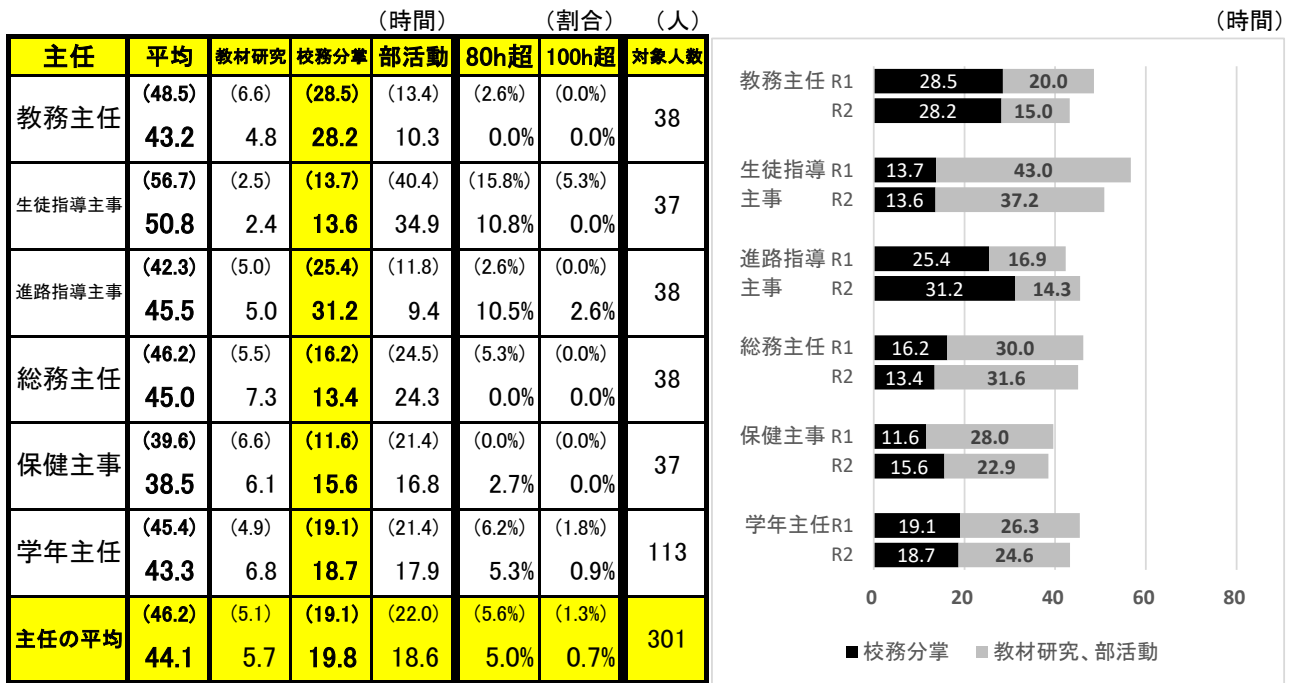 （時間） （割合） （人）
主任 平均 教材研究 校務分掌 部活動 80h超 100h超 対象人数
教務主任 (48.5) (6.6) (28.5) (13.4) (2.6%) (0.0%) 38
43.2 4.8 28.2 10.3 0.0% 0.0%
生徒指導主事 (56.7) (2.5) (13.7) (40.4) (15.8%) (5.3%) 37
50.8 2.4 13.6 34.9 10.8% 0.0%
進路指導主事 (42.3) (5.0) (25.4) (11.8) (2.6%) (0.0%) 38
45.5 5.0 31.2 9.4 10.5% 2.6%
総務主任 (46.2) (5.5) (16.2) (24.5) (5.3%) (0.0%) 38
45.0 7.3 13.4 24.3 0.0% 0.0%
保健主事 (39.6) (6.6) (11.6) (21.4) (0.0%) (0.0%) 37
38.5 6.1 15.6 16.8 2.7% 0.0%
学年主任 (45.4) (4.9) (19.1) (21.4) (6.2%) (1.8%) 113
43.3 6.8 18.7 17.9 5.3% 0.9%
主任の平均 (46.2) (5.1) (19.1) (22.0) (5.6%) (1.3%) 301
44.1 5.7 19.8 18.6 5.0% 0.7%
（時間）
教務主任 R1 28.5 20.0
R2 28.2 15.0
生徒指導 R1 13.7 43.0
主事 R2 13.6 37.2
進路指導 R1 25.4 16.9
主事 R2 31.2 14.3
総務主任 R1 16.2 30.0
R2 13.4 31.6
保健主事 R1 11.6 28.0
R2 15.6 22.9
学年主任R1 19.1 26.3
R2 18.7 24.6
0 20 40 60 80
■校務分掌 ■教材研究、部活動